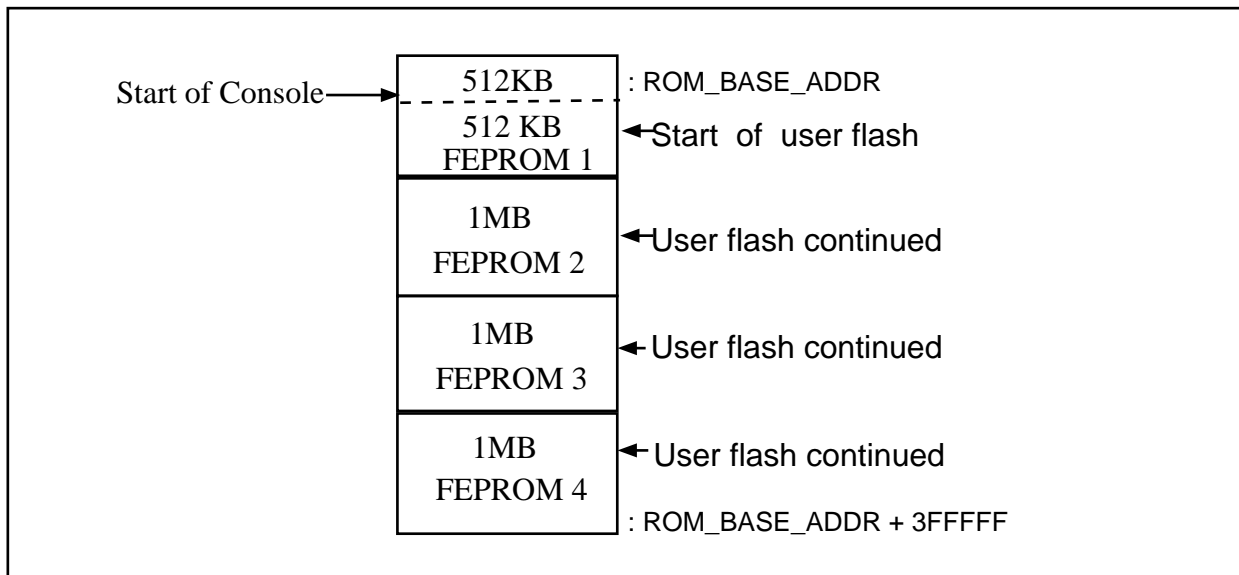 512KB
: ROM_BASE_ADDR
Start of Console
512 KB
FEPROM 1
Start of user flash
1MB
FEPROM 2
User flash continued
1MB
FEPROM 3
User flash continued
1MB
FEPROM 4
User flash continued
: ROM_BASE_ADDR + 3FFFFF